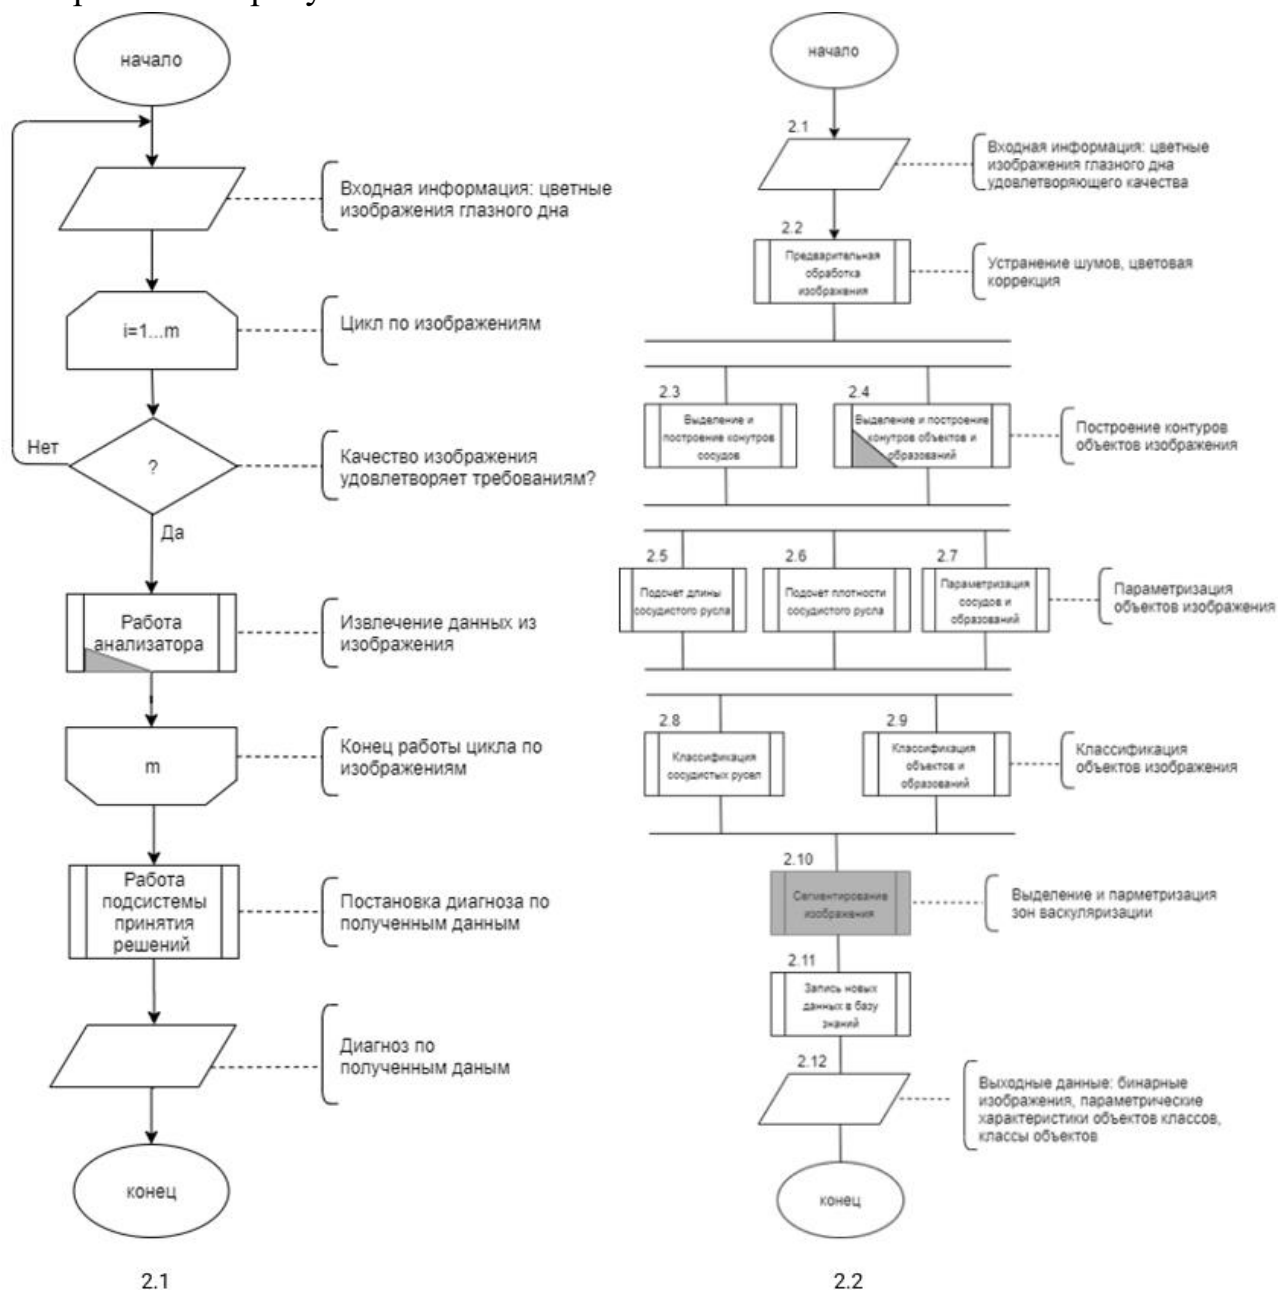 начало
Входная информация: цветные
изображения глазного дна
i=1...m
Цикл по изображениям
Нет
?
Качество изображения
удовлетворяет требованиям?
Да
Работа
анализатора
Извлечение данных из
изображения
m
Конец работы цикла по
изображениям
Работа
подсистемы
принятия
решений
Постановка диагноза по
полученным данным
Диагноз по
полученным даным
конец
2.1
начало
2.1
Входная информация: цветные
изображения глазного дна
удовлетворяющего качества
2.2
Предварительная
обработка
изображения
Устранение шумов, цветовая
коррекция
2.3
Выделение и
построение конутров
сосудов
2.4
Выделение и построение
конутров объектов и
образований
Построение контуров
объектов изображения
2.5
Подсчет длины
сосудистого русла
2.6
Подсчет плотности
сосудистого русла
2.7
Параметризация
сосудов и
образований
Параметризация
объектов изображения
2.8
Классификация
сосудистых русел
2.9
Классификация
объектов и
образований
Классификация
объектов изображения
2.10
Сегментирование
изображения
Выделение и парметризация
зон васкуляризации
2.11
Запись новых
данных в базу
знаний
2.12
Выходные данные: бинарные
изображения, параметрические
характеристики объектов классов,
классы объектов
конец
2.2